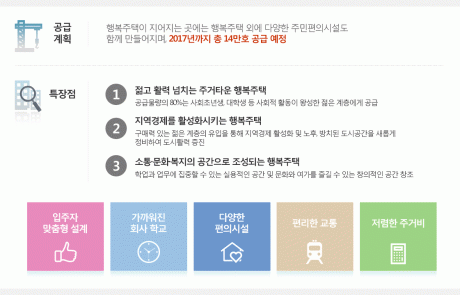 공급
계획
행복주택이 지어지는 곳에는 행복주택 외에 다양한 주민편의시설도
함께 만들어지며, 2017년까지 총 14만호 공급 예정
특장점
1 젊고 활력 넘치는 주거타운 행복주택
공급물량의 80%는 사회초년생, 대학생 등 사회적 활동이 왕성한 젊은 계층에게 공급
2 지역경제를 활성화시키는 행복주택
구매력 있는 젊은 계층의 유입을 통해 지역경제 활성화 및 노후, 방치된 도시공간을 새롭게
정비하여 도시활력 증진
3 소통·문화·복지의 공간으로 조성되는 행복주택
학업과 업무에 집중할 수 있는 실용적인 공간 및 문화와 여가를 즐길 수 있는 창의적인 공간 창조
입주자
맞춤형 설계
가까워진
회사 학교
다양한
편의시설
편리한 교통
저렴한 주거비